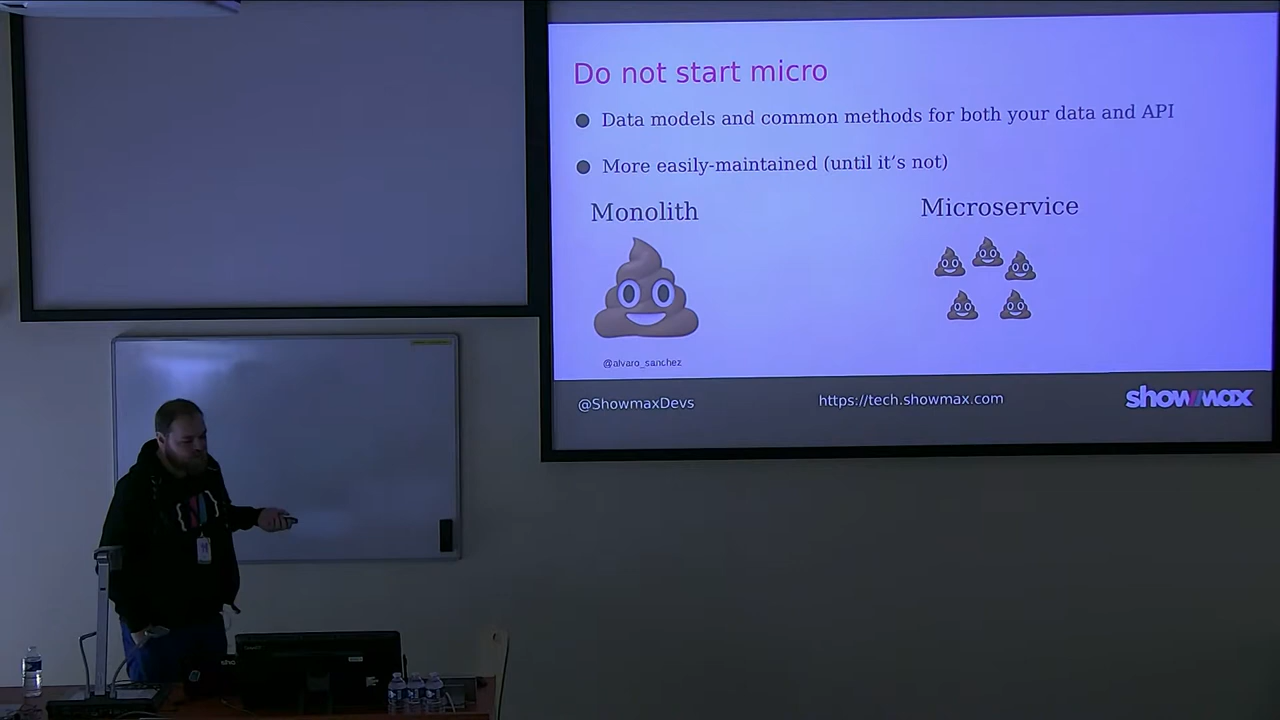 Do not start micro
Data models and common methods for both your data and API
More easily-maintained (until it’s not)
Monolith
Microservice
@alvaro_sanchez
@ShowmaxDevs
https://tech.showmax.com
showmax